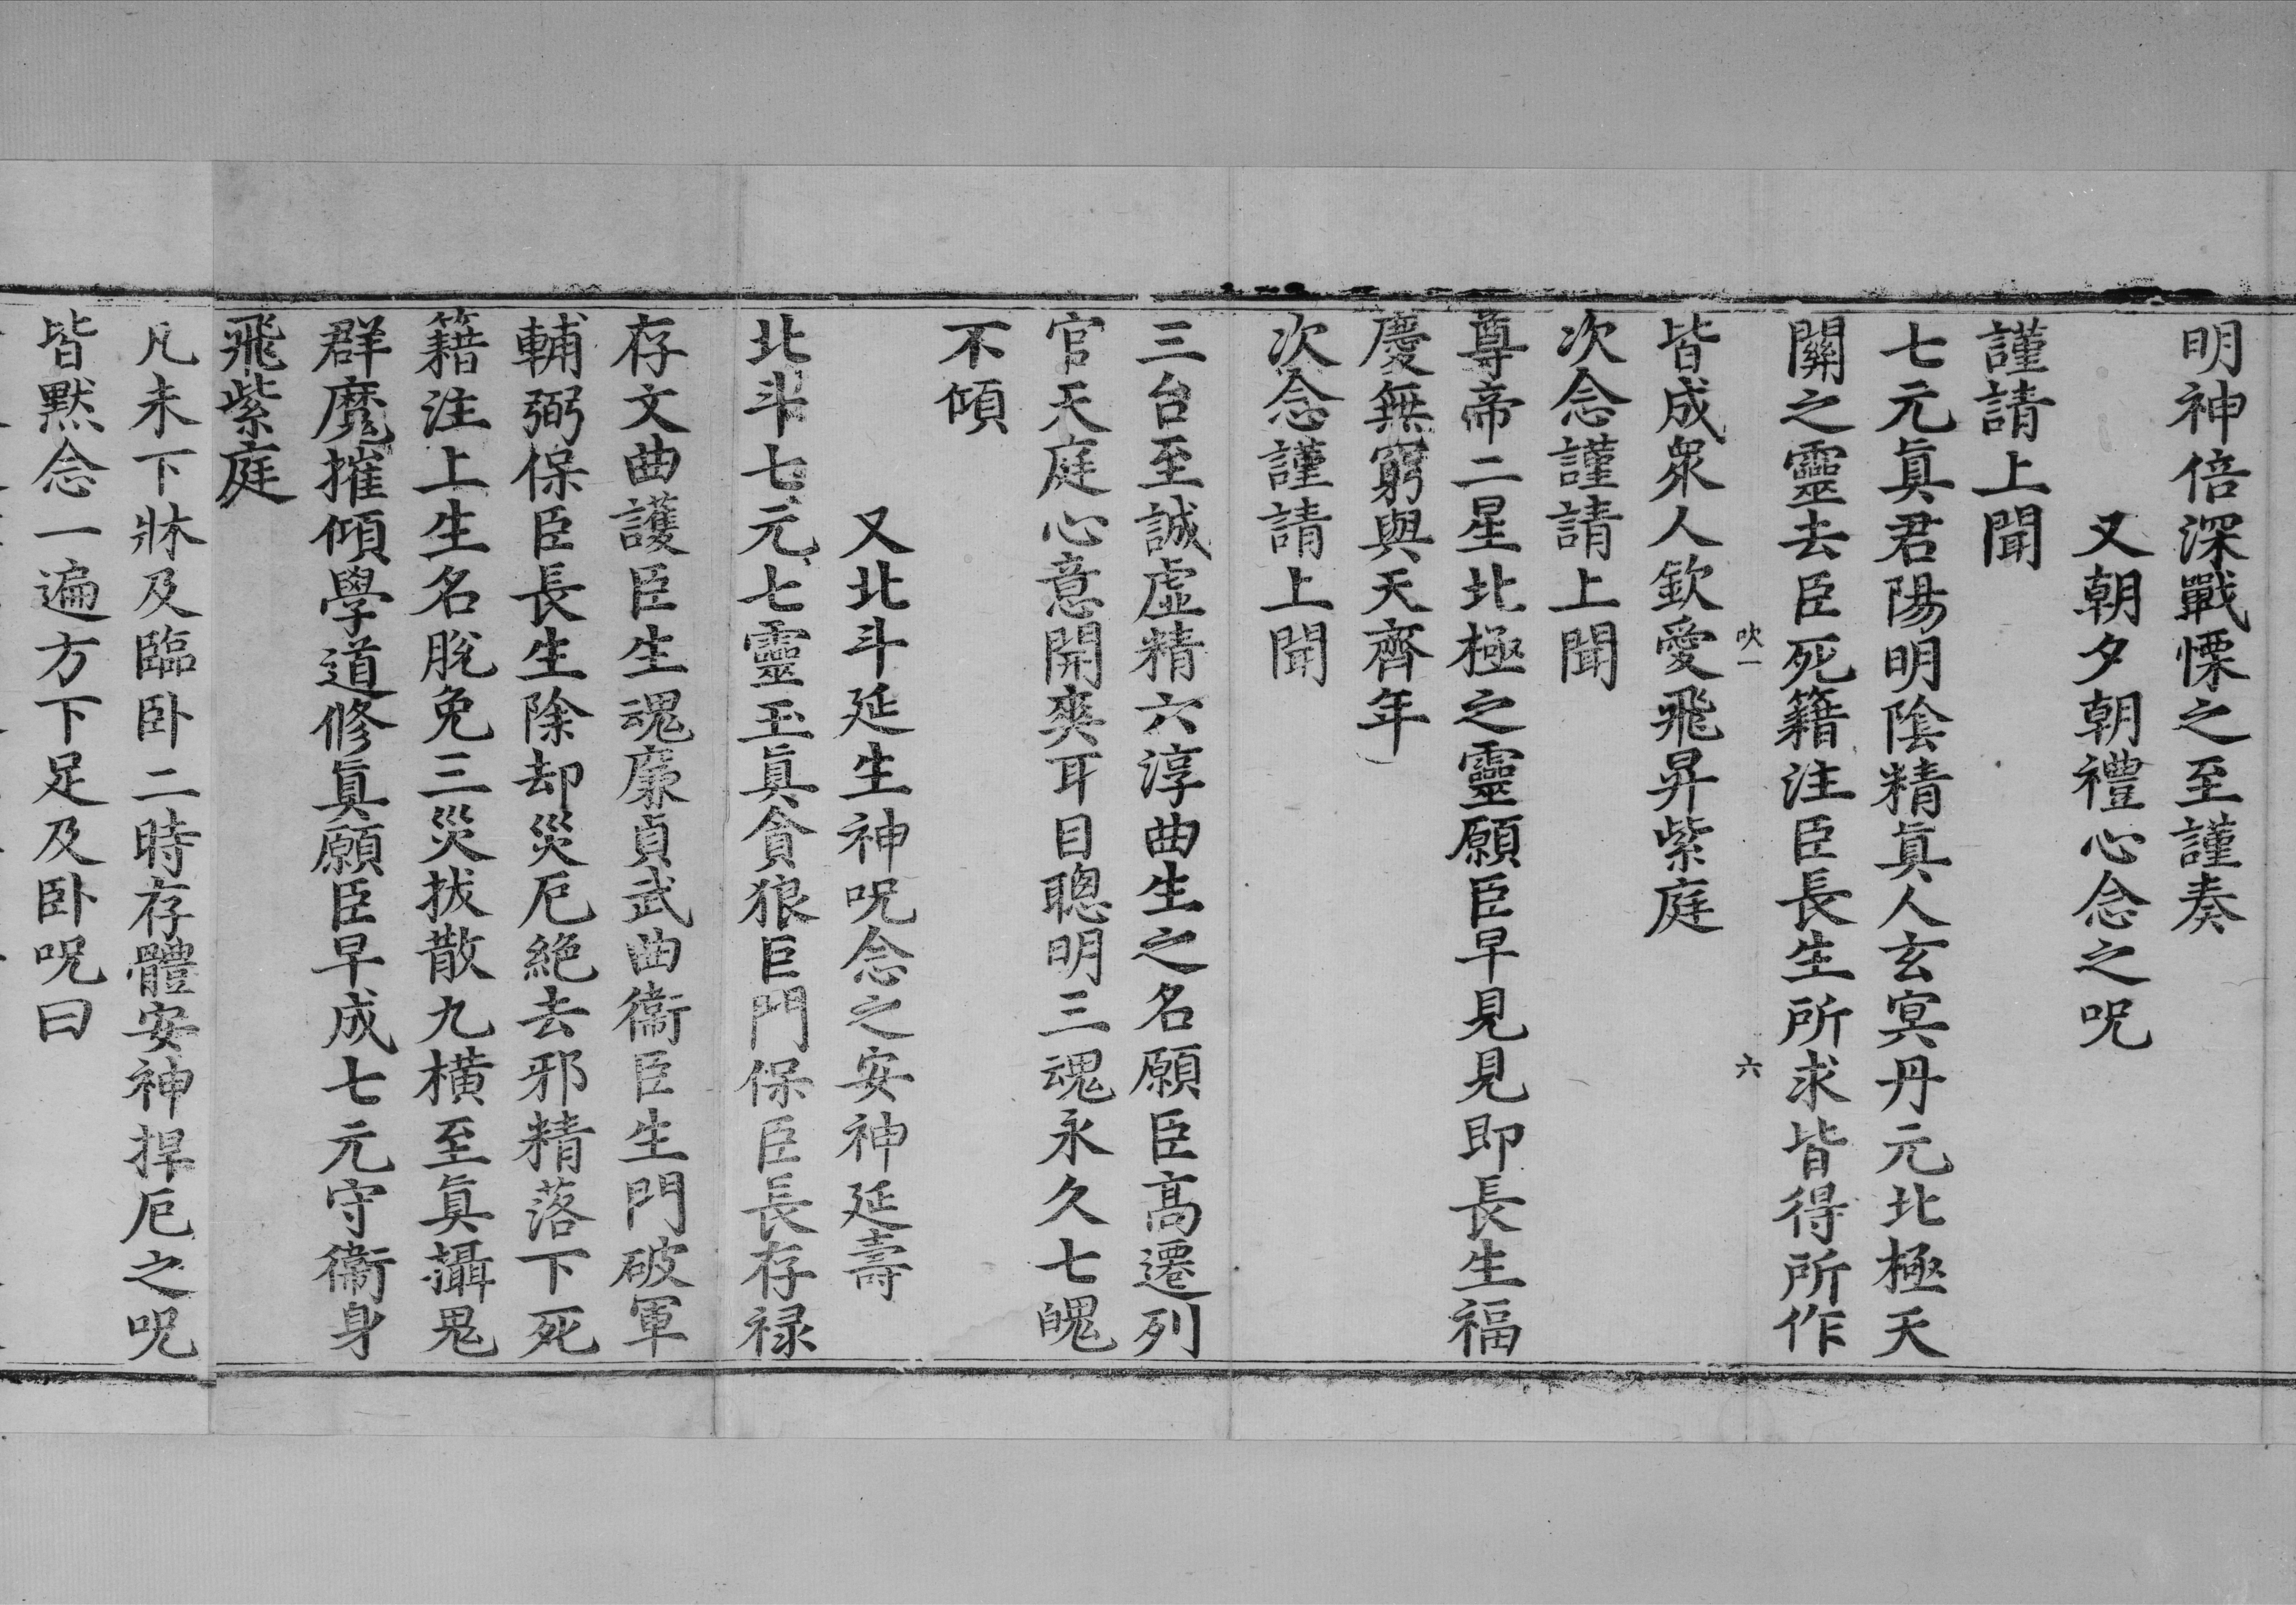 明神倍深戰慄之至謹奏
又朝夕朝禮心念之呪
謹請上聞
七元眞君陽明陰精眞人玄冥丹元北極天
關之靈去臣死籍注臣長生所求皆得所作
吹一 六
皆成衆人欽愛飛昇紫庭
次念謹請上聞
尊帝二星北極之靈願臣早見見即長生福
慶無窮與天齊年
次念謹請上聞
三台至誠虛精六淳曲生之名願臣高遷列
官天庭心意開爽耳目聰明三魂永久七魄
不傾
又北斗延生神呪念之安神延壽
北斗七元七靈玉眞貪狼巨門保臣長存禄
存文曲護臣生魂廉貞武曲衞臣生門破軍
輔弼保臣長生除却災厄絶去邪精落下死
籍注上生名脫免三災拔散九橫至眞攝鬼
群魔摧傾學道修眞願臣早成七元守衞身
飛紫庭
凡未下牀及臨卧二時存體安神捍厄之呪
皆默念一遍方下足及卧呪曰